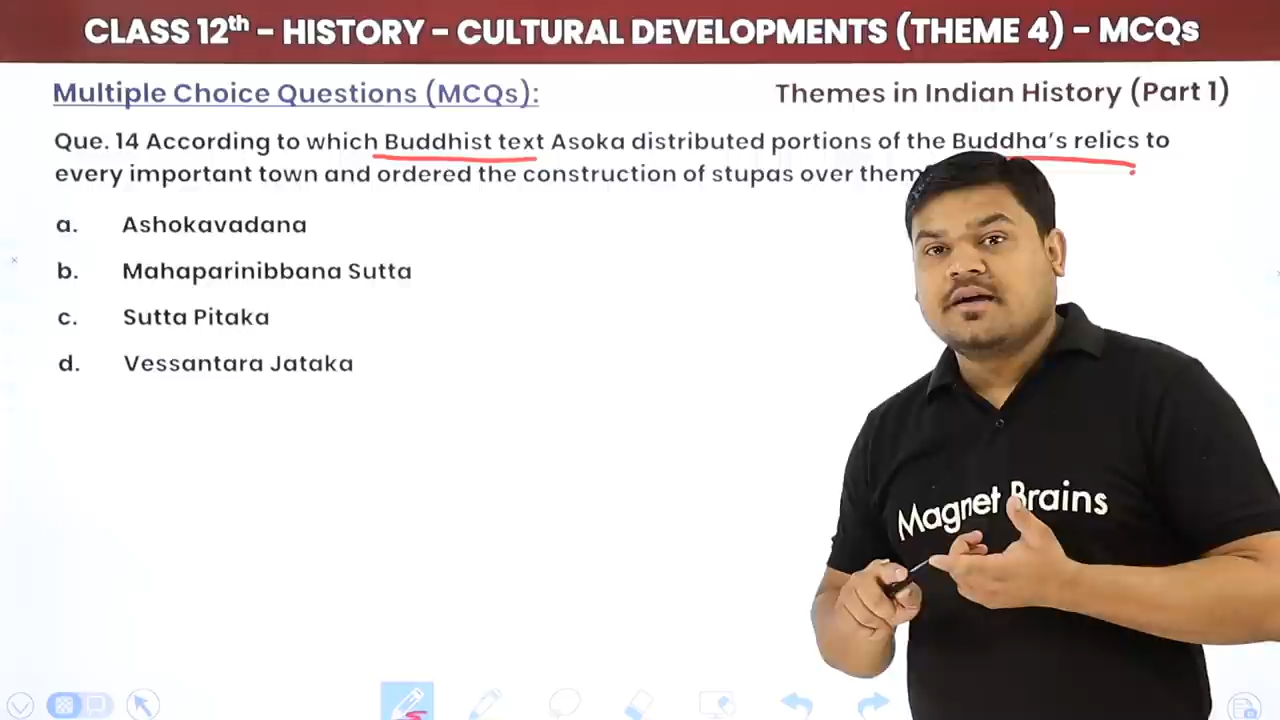 CLASS 12th – HISTORY – CULTURAL DEVELOPMENTS (THEME 4) – MCQs
Multiple Choice Questions (MCQs): Themes in Indian History (Part 1)
Que. 14 According to which Buddhist text Asoka distributed portions of the Buddha's relics to
every important town and ordered the construction of stupas over them
a. Ashokavadana
b. Mahaparinibbana Sutta
c. Sutta Pitaka
d. Vessantara Jataka
Magnet Brains